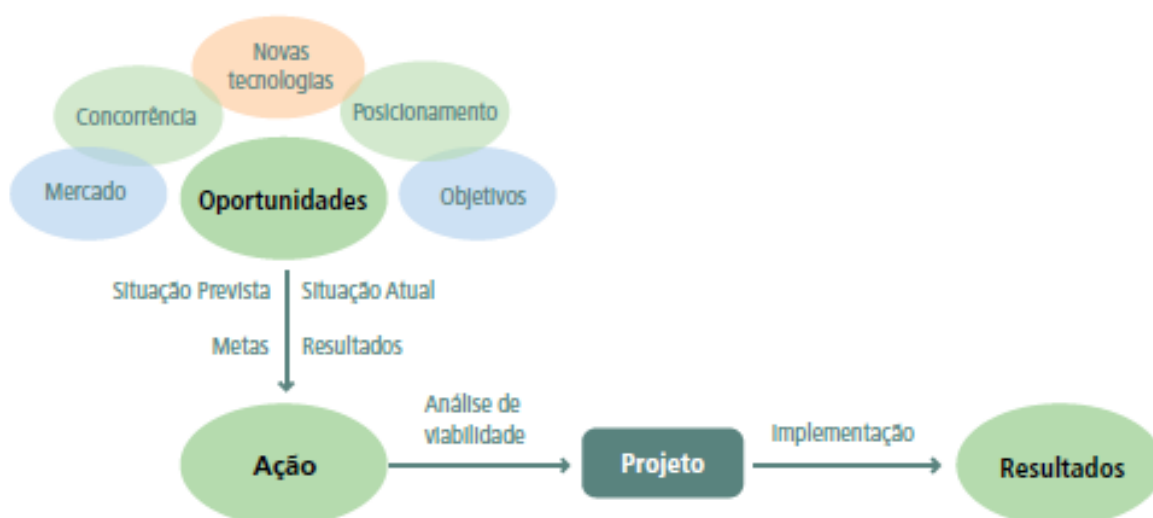 Novas
tecnologias
Concorrência
Posicionamento
Mercado
Oportunidades
Objetivos
Situação Prevista
Situação Atual
Metas
Resultados
Análise de
viabilidade
Implementação
Ação
Projeto
Resultados